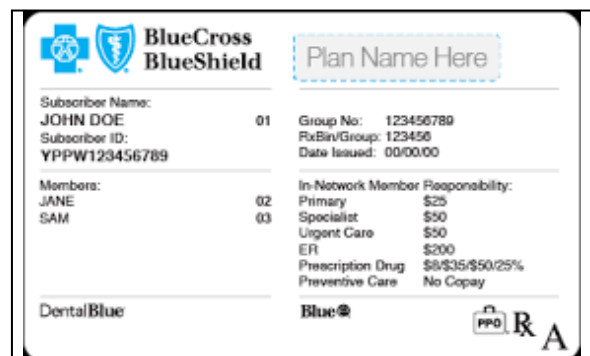 BlueCross
BlueShield
Plan Name Here
Subscriber Name:
JOHN DOE 01
Subscriber ID:
YPPW123456789
Group No: 123456789
RxBin/Group: 123456
Date Issued: 00/00/00
Members:
JANE 02
SAM 03
In-Network Member Responsibility:
Primary $25
Specialist $50
Urgent Care $50
ER $200
Prescription Drug $8/$35/$50/25%
Preventive Care No Copay
DentalBlue
Blue
PPO
Rx
A